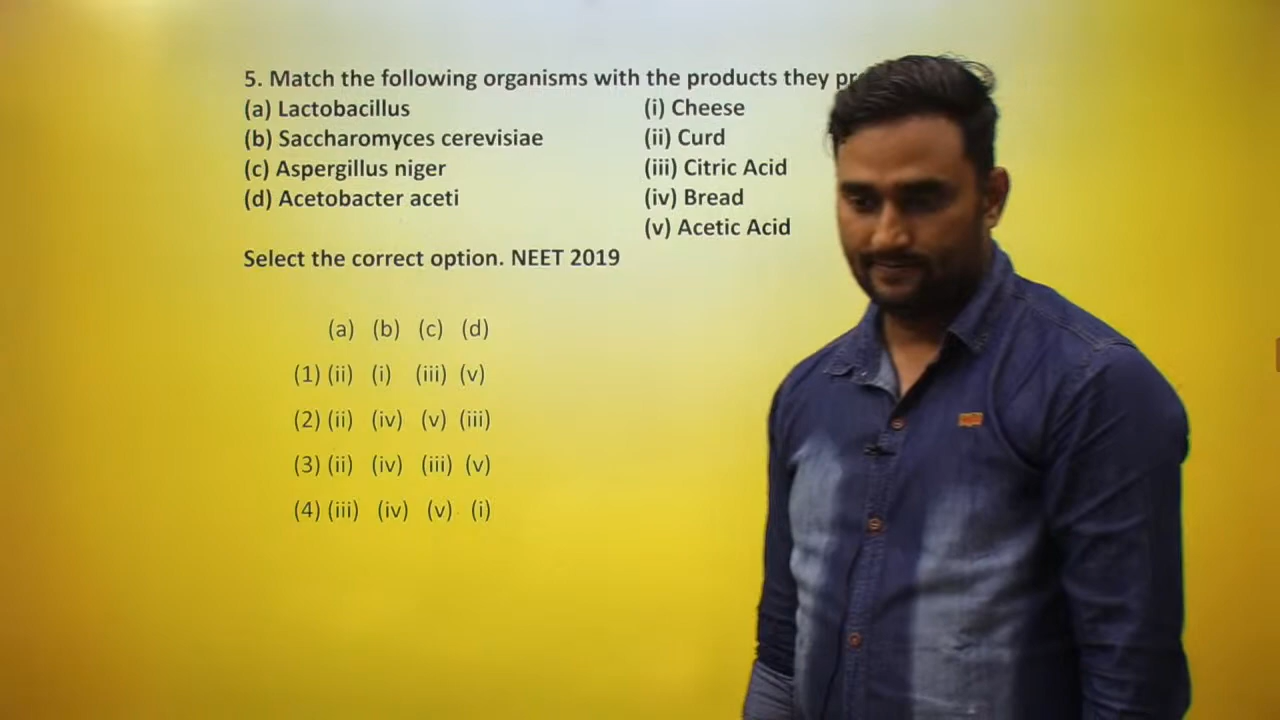 5. Match the following organisms with the products they
(a) Lactobacillus (i) Cheese
(b) Saccharomyces cerevisiae (ii) Curd
(c) Aspergillus niger (iii) Citric Acid
(d) Acetobacter aceti (iv) Bread
(v) Acetic Acid
Select the correct option. NEET 2019
(a) (b) (c) (d)
(1) (ii) (i) (iii) (v)
(2) (ii) (iv) (v) (iii)
(3) (ii) (iv) (iii) (v)
(4) (iii) (iv) (v) (i)